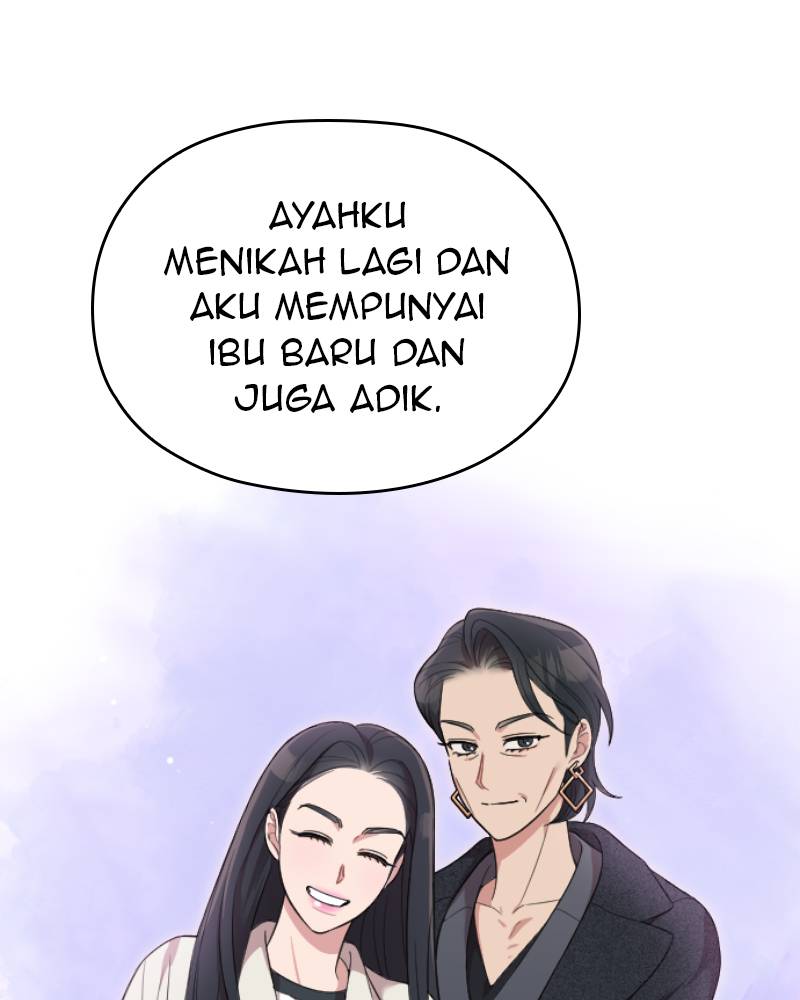 AYAHKU
MENIKAH LAGI DAN
AKU MEMPUNYAI
IBU BARU DAN
JUGA ADIK.